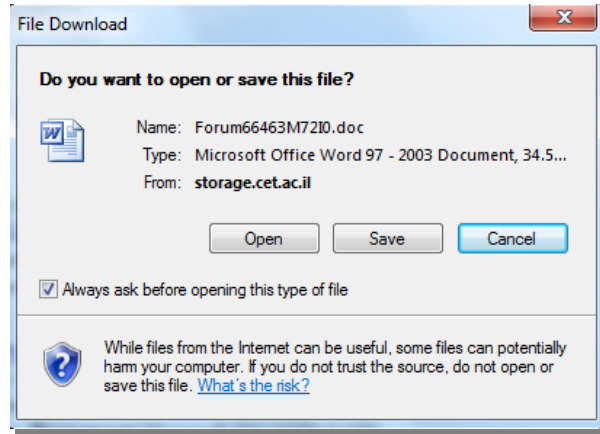 File Download
Do you want to open or save this file?
Name: Forum66463M72I0.doc
Type: Microsoft Office Word 97 - 2003 Document, 34.5...
From: storage.cet.ac.il
Open Save Cancel
Always ask before opening this type of file
While files from the Internet can be useful, some files can potentially
harm your computer. If you do not trust the source, do not open or
save this file. What's the risk?